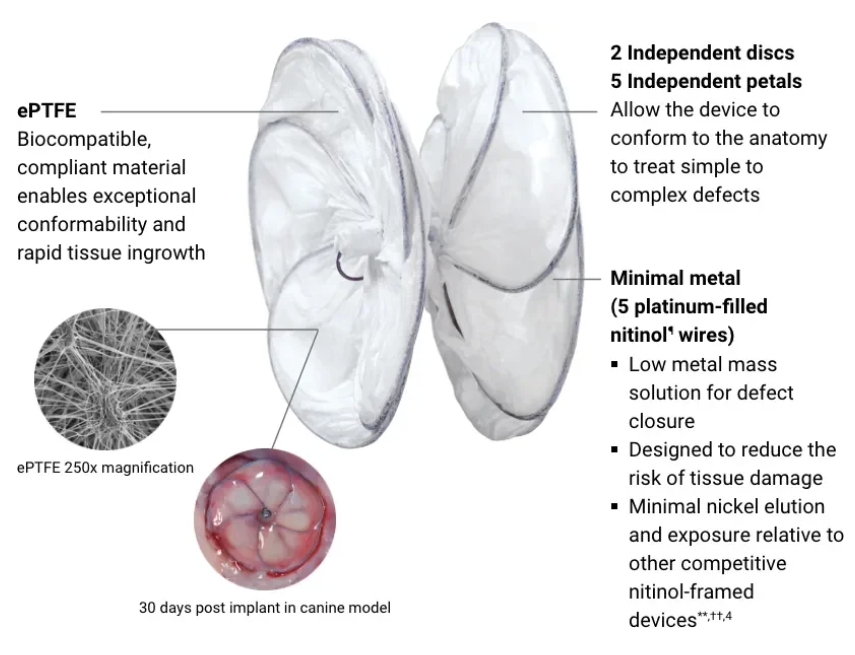 ePTFE
Biocompatible,
compliant material
enables exceptional
conformability and
rapid tissue ingrowth
ePTFE 250x magnification
30 days post implant in canine model
2 Independent discs
5 Independent petals
Allow the device to
conform to the anatomy
to treat simple to
complex defects
Minimal metal
(5 platinum-filled
nitinol¶ wires)
▪ Low metal mass
solution for defect
closure
▪ Designed to reduce the
risk of tissue damage
▪ Minimal nickel elution
and exposure relative to
other competitive
nitinol-framed
devices**,††,4